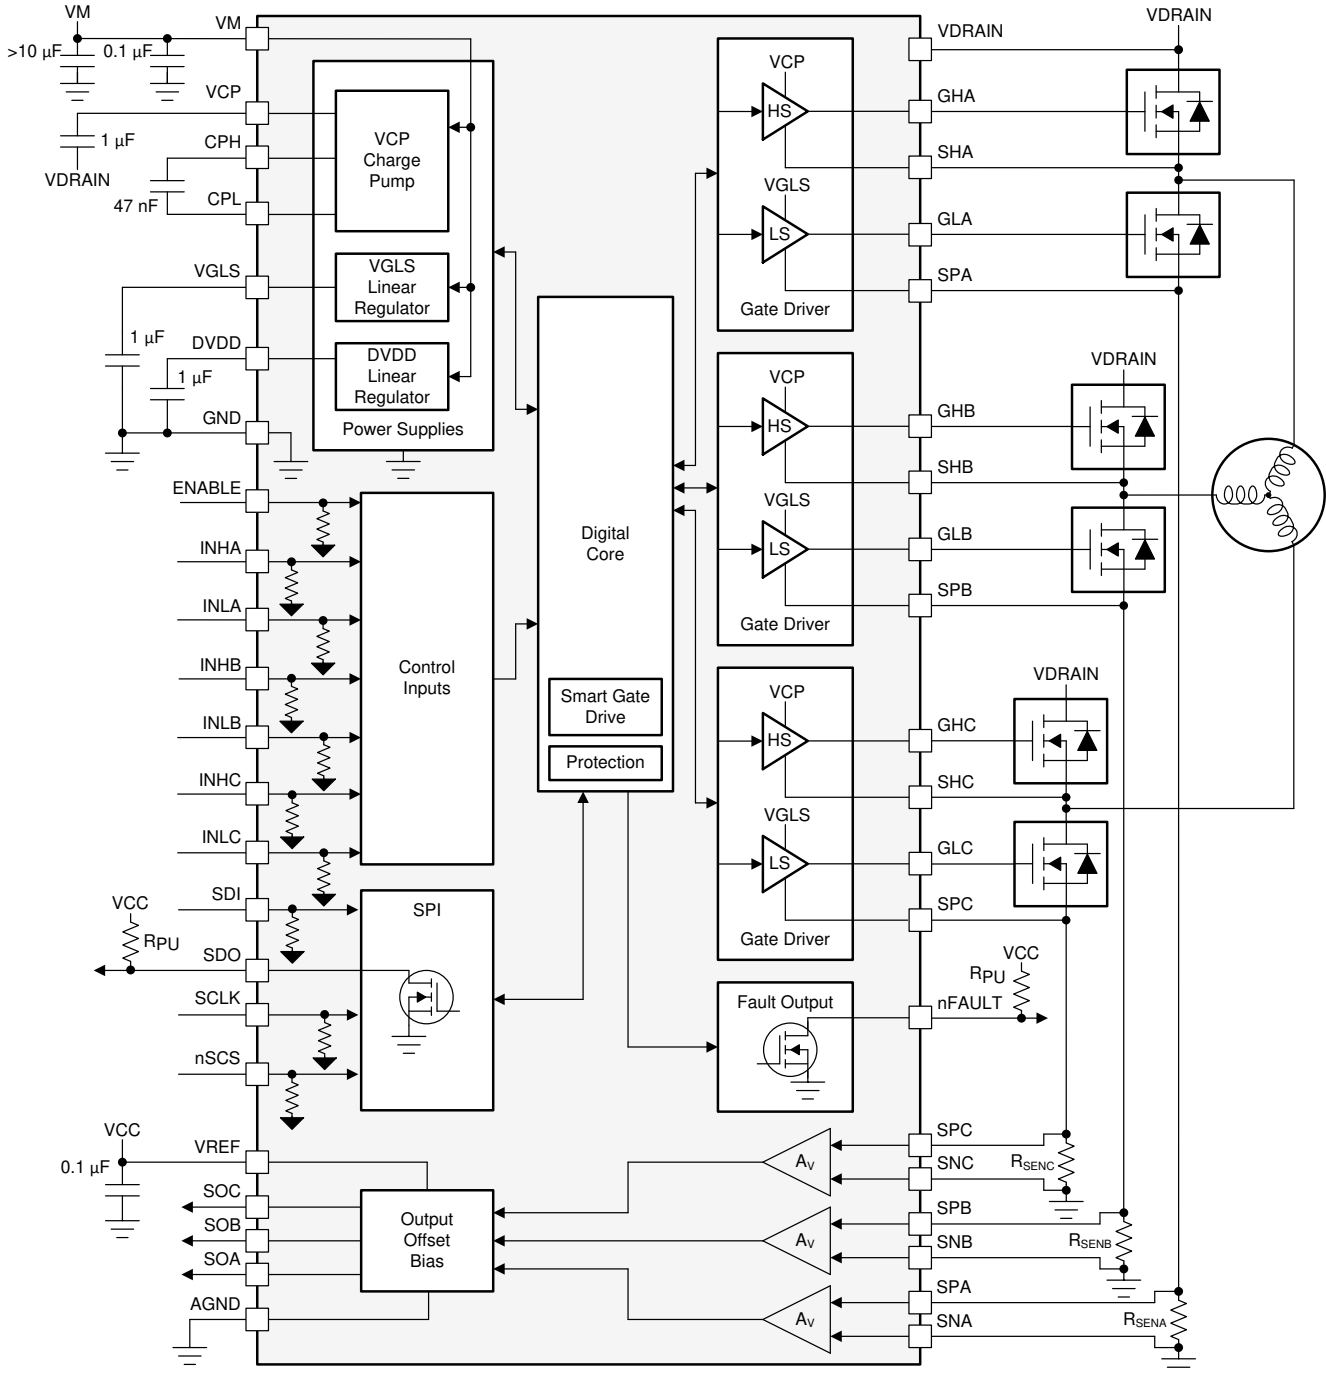 VM
VM
>10 µF
0.1 µF
VCP
1 µF
VDRAIN
CPH
47 nF
CPL
VGLS
1 µF
DVDD
1 µF
GND
VCP
Charge
Pump
VGLS
Linear
Regulator
DVDD
Linear
Regulator
Power Supplies
ENABLE
INHA
INLA
INHB
INLB
INHC
INLC
Control
Inputs
SDI
VCC
RPU
SDO
SCLK
nSCS
SPI
VCC
0.1 µF
VREF
SOC
SOB
SOA
AGND
Output
Offset
Bias
Digital
Core
Smart Gate
Drive
Protection
VCP
HS
VGLS
LS
Gate Driver
VCP
HS
VGLS
LS
Gate Driver
VCP
HS
VGLS
LS
Gate Driver
Fault Output
AV
AV
AV
VDRAIN
VDRAIN
GHA
SHA
GLA
SPA
VDRAIN
GHB
SHB
GLB
SPB
VDRAIN
GHC
SHC
GLC
SPC
VCC
RPU
nFAULT
SPC
SNC
RSENC
SPB
SNB
RSENB
SPA
SNA
RSENA